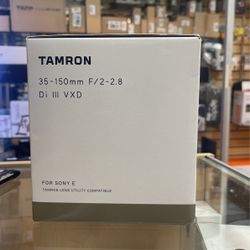 TAMRON
35-150mm F/2-2.8
Di III VXD
FOR SONY E
TAMRON LENS UTILITY COMPATIBLE